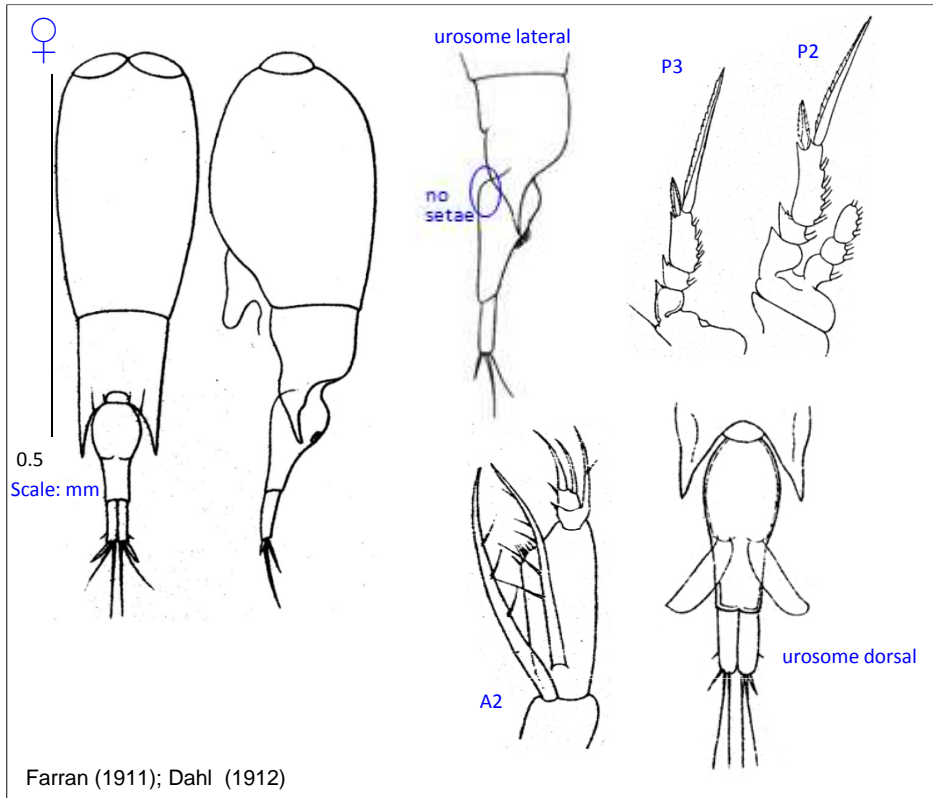 ♀
urosome lateral
P3
P2
no
setae
0.5
Scale: mm
A2
urosome dorsal
Farran (1911); Dahl (1912)